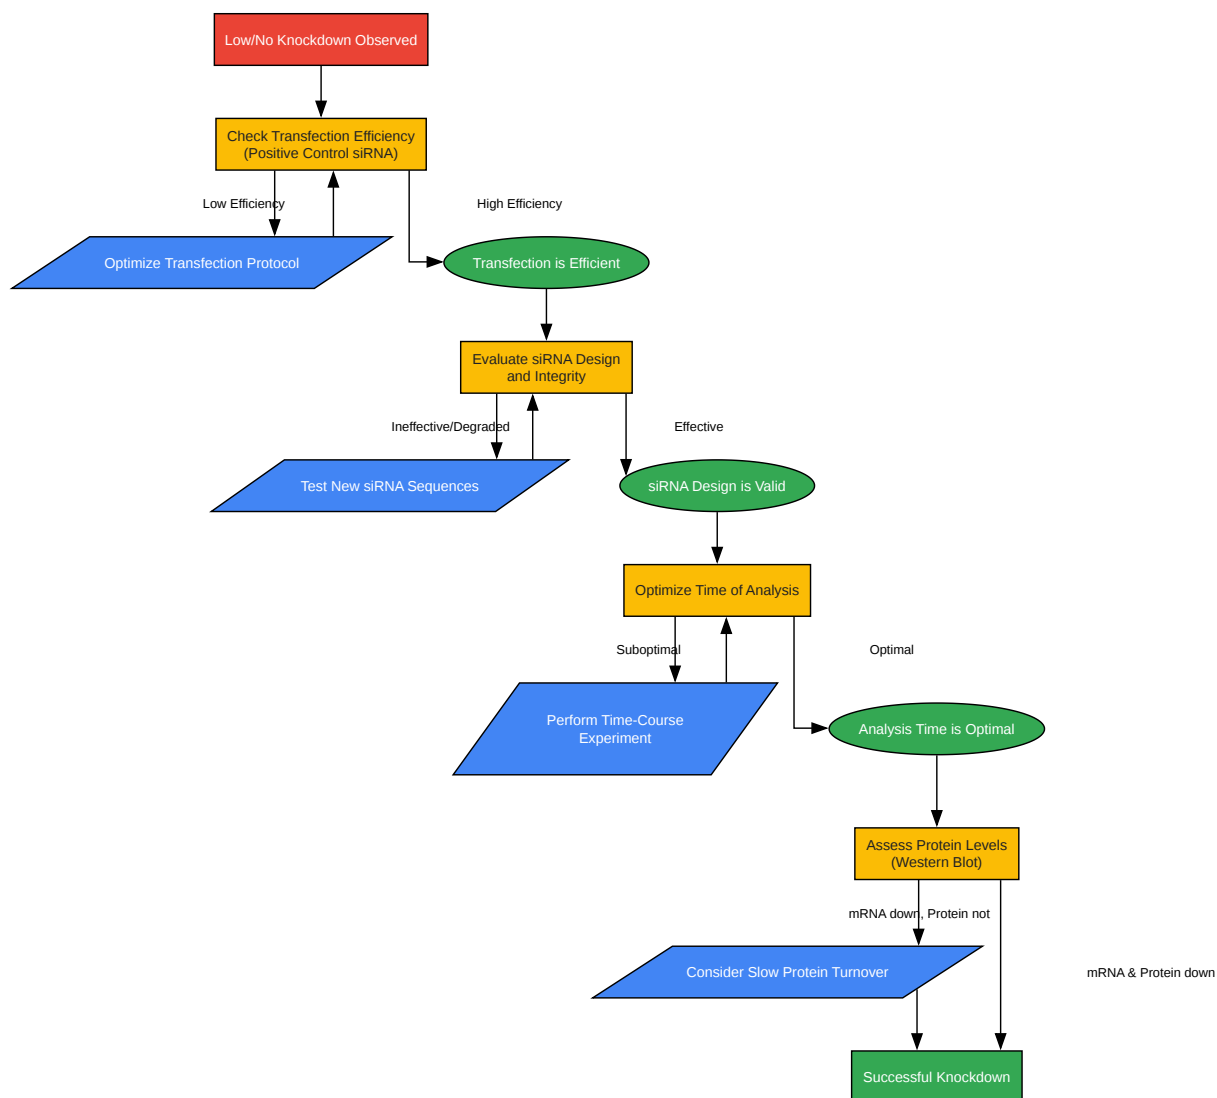 Low/No Knockdown Observed
Check Transfection Efficiency
(Positive Control siRNA)
Low Efficiency
High Efficiency
Optimize Transfection Protocol
Transfection is Efficient
Evaluate siRNA Design
and Integrity
Ineffective/Degraded
Effective
Test New siRNA Sequences
siRNA Design is Valid
Optimize Time of Analysis
Suboptimal
Optimal
Perform Time-Course
Experiment
Analysis Time is Optimal
Assess Protein Levels
(Western Blot)
mRNA down, Protein not
Consider Slow Protein Turnover
mRNA & Protein down
Successful Knockdown